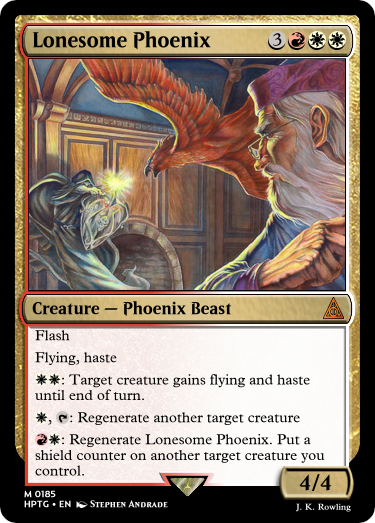 Lonesome Phoenix 3
Creature — Phoenix Beast
Flash
Flying, haste
: Target creature gains flying and haste
until end of turn.
, : Regenerate another target creature
: Regenerate Lonesome Phoenix. Put a
shield counter on another target creature you
control.
4/4
M 0185
HPTG • EN Stephen Andrade
J. K. Rowling